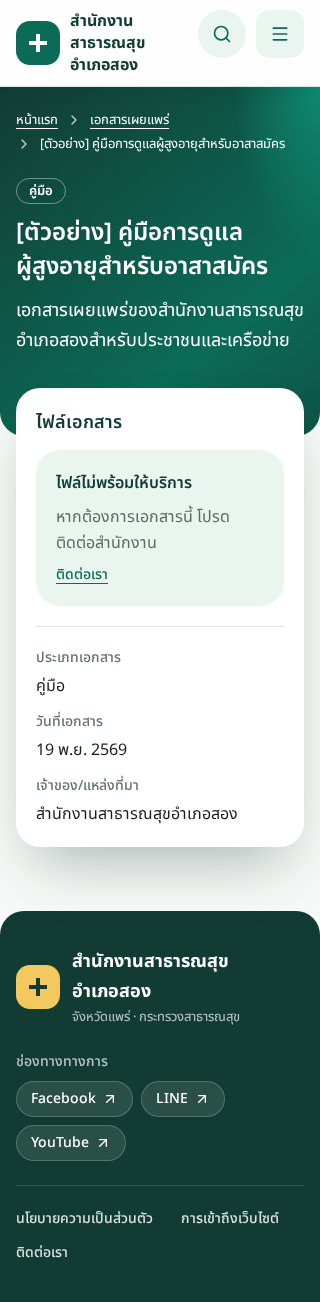 สำนักงาน
สาธารณสุข
อำเภอสอง
หน้าแรก
เอกสารเผยแพร่
[ตัวอย่าง] คู่มือการดูแลผู้สูงอายุสำหรับอาสาสมัคร
คู่มือ
[ตัวอย่าง] คู่มือการดูแล
ผู้สูงอายุสำหรับอาสาสมัคร
เอกสารเผยแพร่ของสำนักงานสาธารณสุข
อำเภอสองสำหรับประชาชนและเครือข่าย
ไฟล์เอกสาร
ไฟล์ไม่พร้อมให้บริการ
หากต้องการเอกสารนี้ โปรด
ติดต่อสำนักงาน
ติดต่อเรา
ประเภทเอกสาร
คู่มือ
วันที่เอกสาร
19 พ.ย. 2569
เจ้าของ/แหล่งที่มา
สำนักงานสาธารณสุขอำเภอสอง
สำนักงานสาธารณสุข
อำเภอสอง
จังหวัดแพร่ · กระทรวงสาธารณสุข
ช่องทางทางการ
Facebook
LINE
YouTube
นโยบายความเป็นส่วนตัว
การเข้าถึงเว็บไซต์
ติดต่อเรา